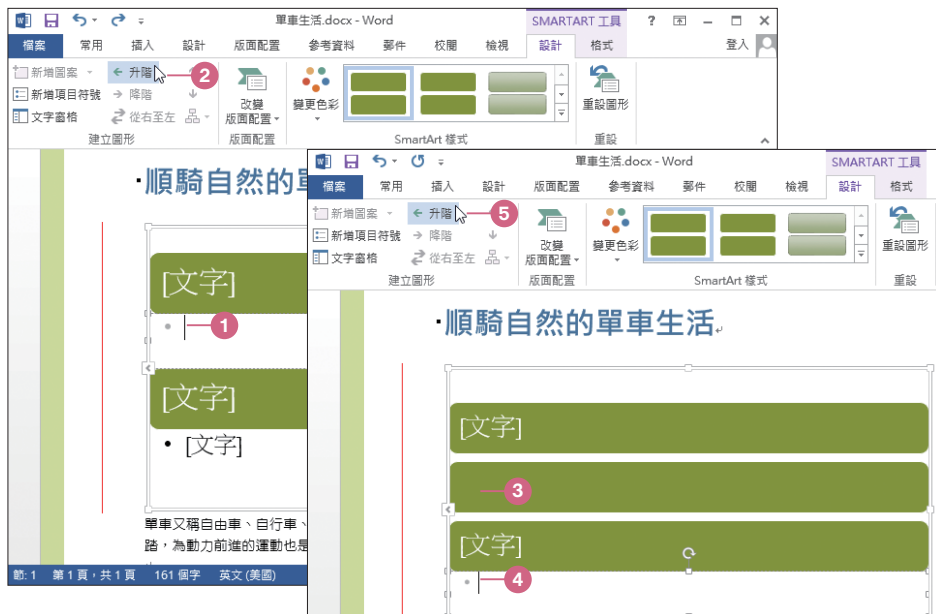 單車生活.docx - Word
SMARTART 工具
?
檔案 常用 插入 設計 版面配置 參考資料 郵件 校閱 檢視 設計 格式 登入
新增圖案 升階
新增項目符號 降階
文字窗格 從右至左
建立圖形
改變
版面配置
版面配置
變更色彩
SmartArt 樣式
重設圖形
重設
2
順騎自然的單
[文字]
1
[文字]
[文字]
單車又稱自由車、自行車、
踏，為動力前進的運動也是
節: 1 第 1 頁，共 1 頁 161 個字 英文 (美國)
單車生活.docx - Word
SMARTART 工具
檔案 常用 插入 設計 版面配置 參考資料 郵件 校閱 檢視 設計 格式
新增圖案 升階
新增項目符號 降階
文字窗格 從右至左
建立圖形
改變
版面配置
版面配置
變更色彩
SmartArt 樣式
重設圖形
重設
5
順騎自然的單車生活
[文字]
3
[文字]
4